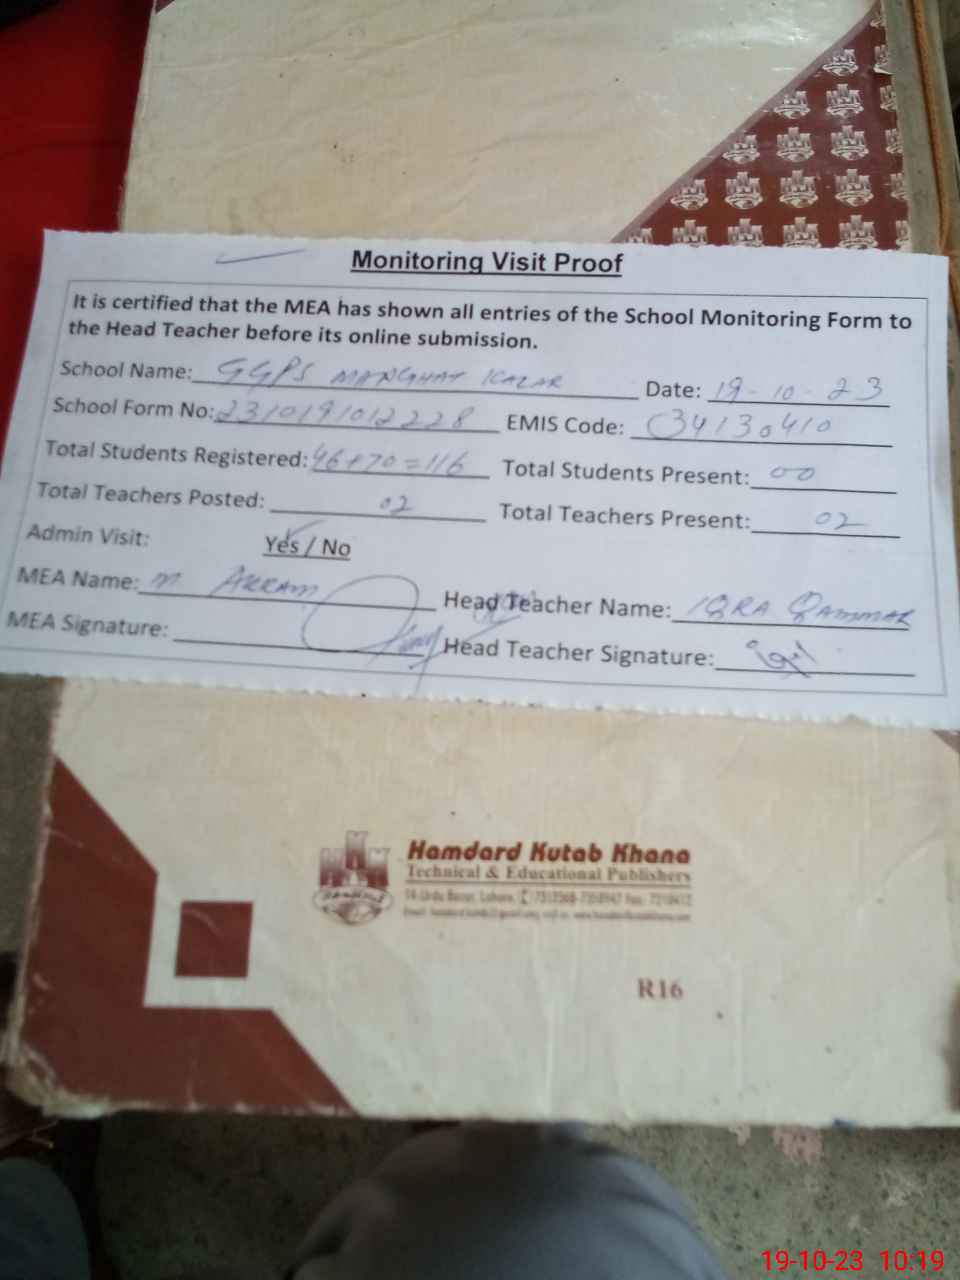 Monitoring Visit Proof
It is certified that the MEA has shown all entries of the School Monitoring Form to
the Head Teacher before its online submission.
School Name: GGPS MANGHAT KALAR Date: 19-10-23
School Form No: 2310191012228 EMIS Code: 34130410
Total Students Registered: 46+70=116 Total Students Present: 00
Total Teachers Posted: 02 Total Teachers Present: 02
Admin Visit: Yes / No
MEA Name: M AKRAM Head Teacher Name: IQRA QAMMAR
MEA Signature: Head Teacher Signature:
Hamdard Kutab Khana
Technical & Educational Publishers
R16
19-10-23 10:19